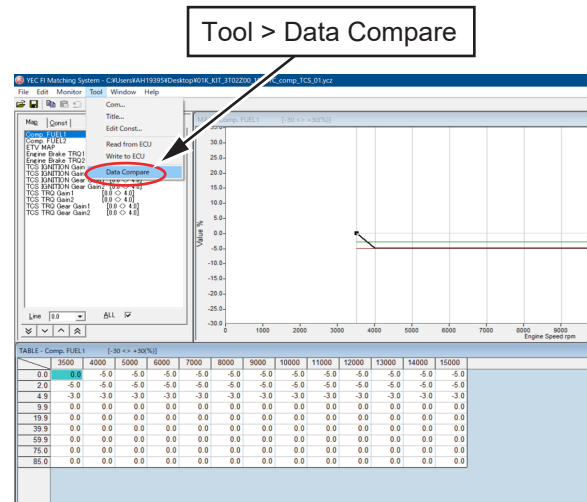 Tool > Data Compare
YEC FI Matching System - C:¥Users¥AH19395¥Desktop¥01K_KIT_3T02Z00_
_comp_TCS_01.ycz
File Edit Monitor Tool Window Help
Com...
Title...
Edit Const...
Read from ECU
Write to ECU
Data Compare
Map Const
Comp. FUEL1
Comp. FUEL2
ETV MAP
Engine Brake TRQ1
Engine Brake TRQ2
TCS IGNITION Gain
TCS IGNITION Gain
TCS IGNITION Gear
TCS IGNITION Gear Gain2 [0.0 <> 4.0]
TCS TRQ Gain1 [0.0 <> 4.0]
TCS TRQ Gain2 [0.0 <> 4.0]
TCS TRQ Gear Gain1 [0.0 <> 4.0]
TCS TRQ Gear Gain2 [0.0 <> 4.0]
Line 0.0 ALL
Comp. FUEL1 [-30 <> +30(%)]
35.0
30.0
25.0
20.0
15.0
10.0
5.0
0.0
-5.0
-10.0
-15.0
-20.0
-25.0
-30.0
Value %
0 1000 2000 3000 4000 5000 6000 7000 8000 9000
Engine Speed rpm
TABLE - Comp. FUEL1 [-30 <> +30(%)]
3500 4000 5000 6000 7000 8000 9000 10000 11000 12000 13000 14000 15000
0.0 0.0 -5.0 -5.0 -5.0 -5.0 -5.0 -5.0 -5.0 -5.0 -5.0 -5.0 -5.0 -5.0
2.0 -5.0 -5.0 -5.0 -5.0 -5.0 -5.0 -5.0 -5.0 -5.0 -5.0 -5.0 -5.0 -5.0
4.9 -3.0 -3.0 -3.0 -3.0 -3.0 -3.0 -3.0 -3.0 -3.0 -3.0 -3.0 -3.0 -3.0
9.9 0.0 0.0 0.0 0.0 0.0 0.0 0.0 0.0 0.0 0.0 0.0 0.0 0.0
19.9 0.0 0.0 0.0 0.0 0.0 0.0 0.0 0.0 0.0 0.0 0.0 0.0 0.0
39.9 0.0 0.0 0.0 0.0 0.0 0.0 0.0 0.0 0.0 0.0 0.0 0.0 0.0
59.9 0.0 0.0 0.0 0.0 0.0 0.0 0.0 0.0 0.0 0.0 0.0 0.0 0.0
75.0 0.0 0.0 0.0 0.0 0.0 0.0 0.0 0.0 0.0 0.0 0.0 0.0 0.0
85.0 0.0 0.0 0.0 0.0 0.0 0.0 0.0 0.0 0.0 0.0 0.0 0.0 0.0